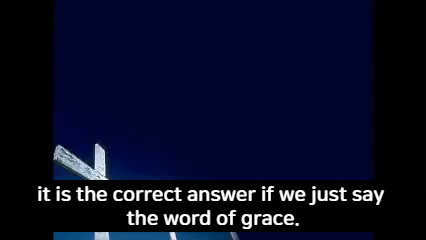 it is the correct answer if we just say
the word of grace.